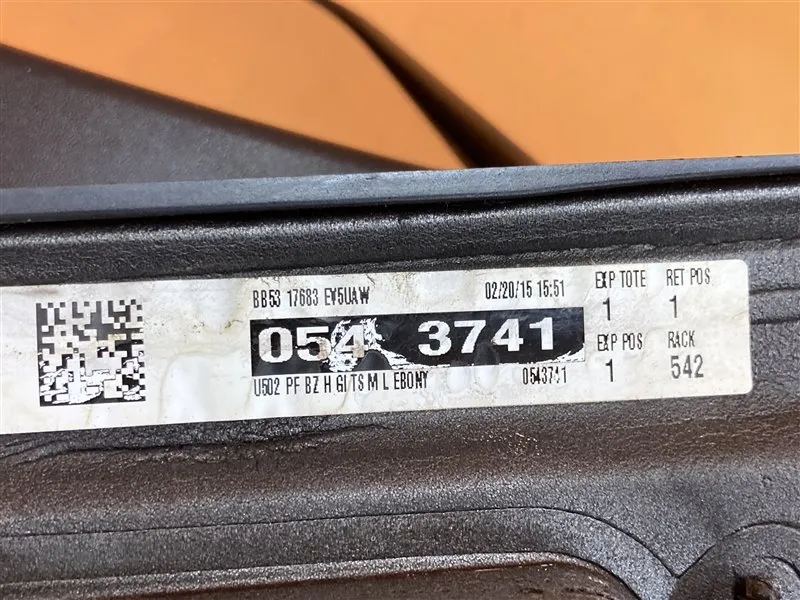 BB53 17683 EV5UAW 02/20/15 15:51 EXP TOTE RET POS
1 1
054 3741
EXP POS RACK
U502 PF BZ H GI TS M L EBONY 0543741 1 542